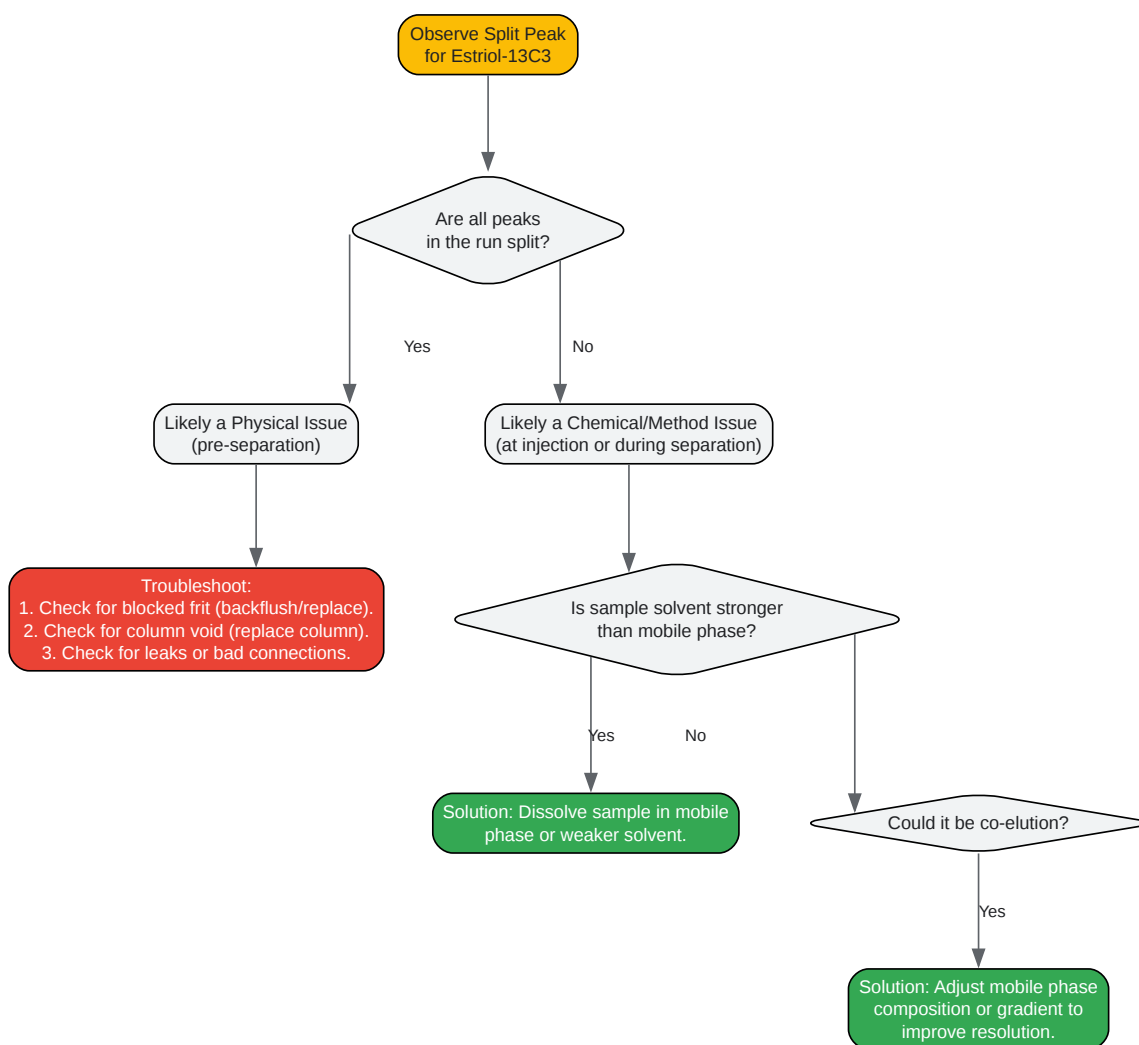 Observe Split Peak
for Estriol-13C3
Are all peaks
in the run split?
Yes
No
Likely a Physical Issue
(pre-separation)
Likely a Chemical/Method Issue
(at injection or during separation)
Troubleshoot:
1. Check for blocked frit (backflush/replace).
2. Check for column void (replace column).
3. Check for leaks or bad connections.
Is sample solvent stronger
than mobile phase?
Yes
No
Solution: Dissolve sample in mobile
phase or weaker solvent.
Could it be co-elution?
Yes
Solution: Adjust mobile phase
composition or gradient to
improve resolution.